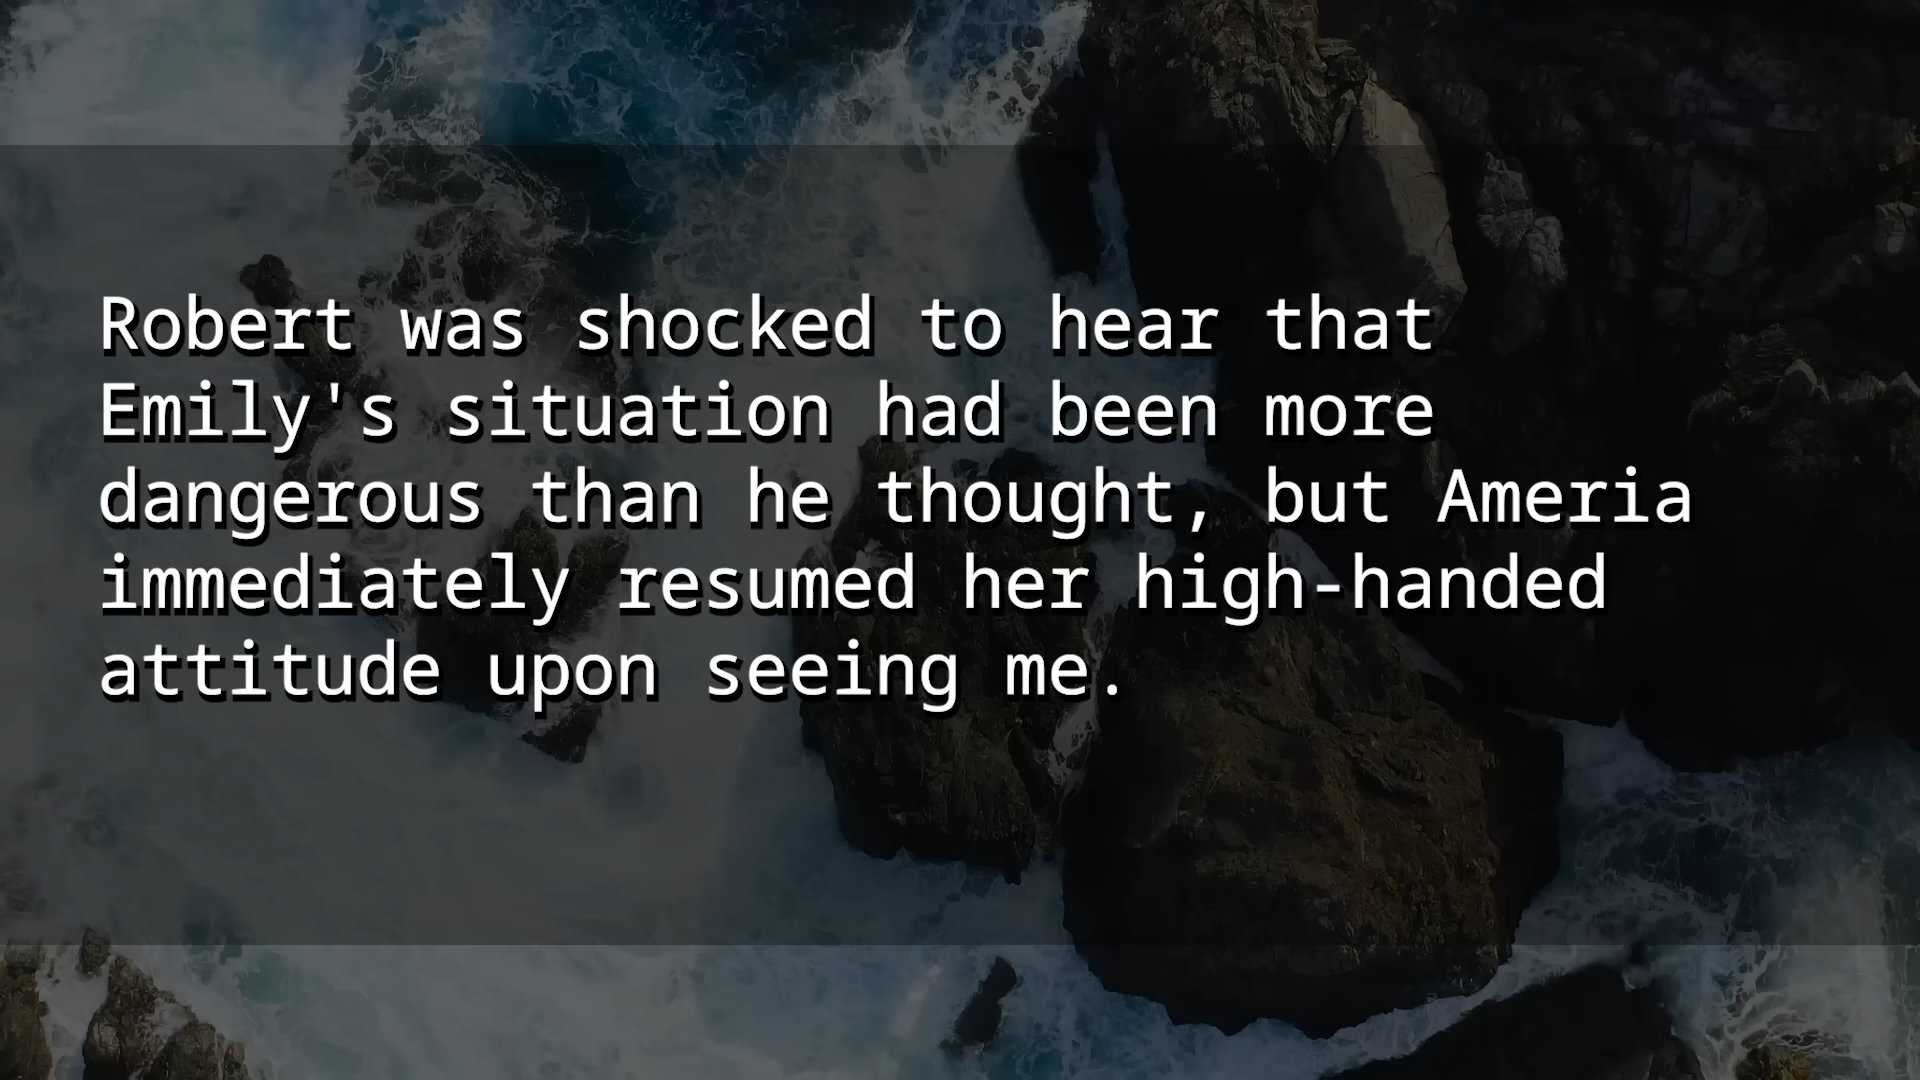 Robert was shocked to hear that
Emily's situation had been more
dangerous than he thought, but Ameria
immediately resumed her high-handed
attitude upon seeing me.